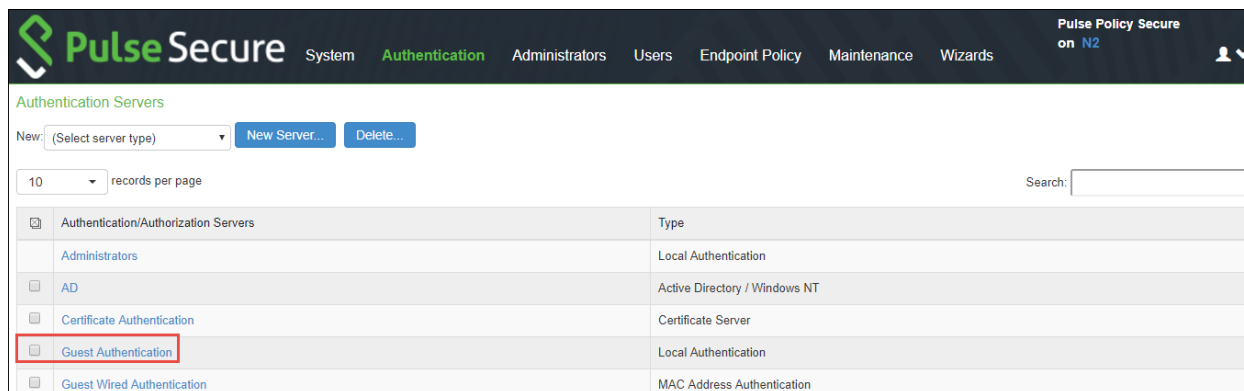 Pulse Secure
System Authentication Administrators Users Endpoint Policy Maintenance Wizards
Pulse Policy Secure
on N2
Authentication Servers
New: (Select server type) New Server... Delete...
10 records per page Search:
Authentication/Authorization Servers Type
Administrators Local Authentication
AD Active Directory / Windows NT
Certificate Authentication Certificate Server
Guest Authentication Local Authentication
Guest Wired Authentication MAC Address Authentication